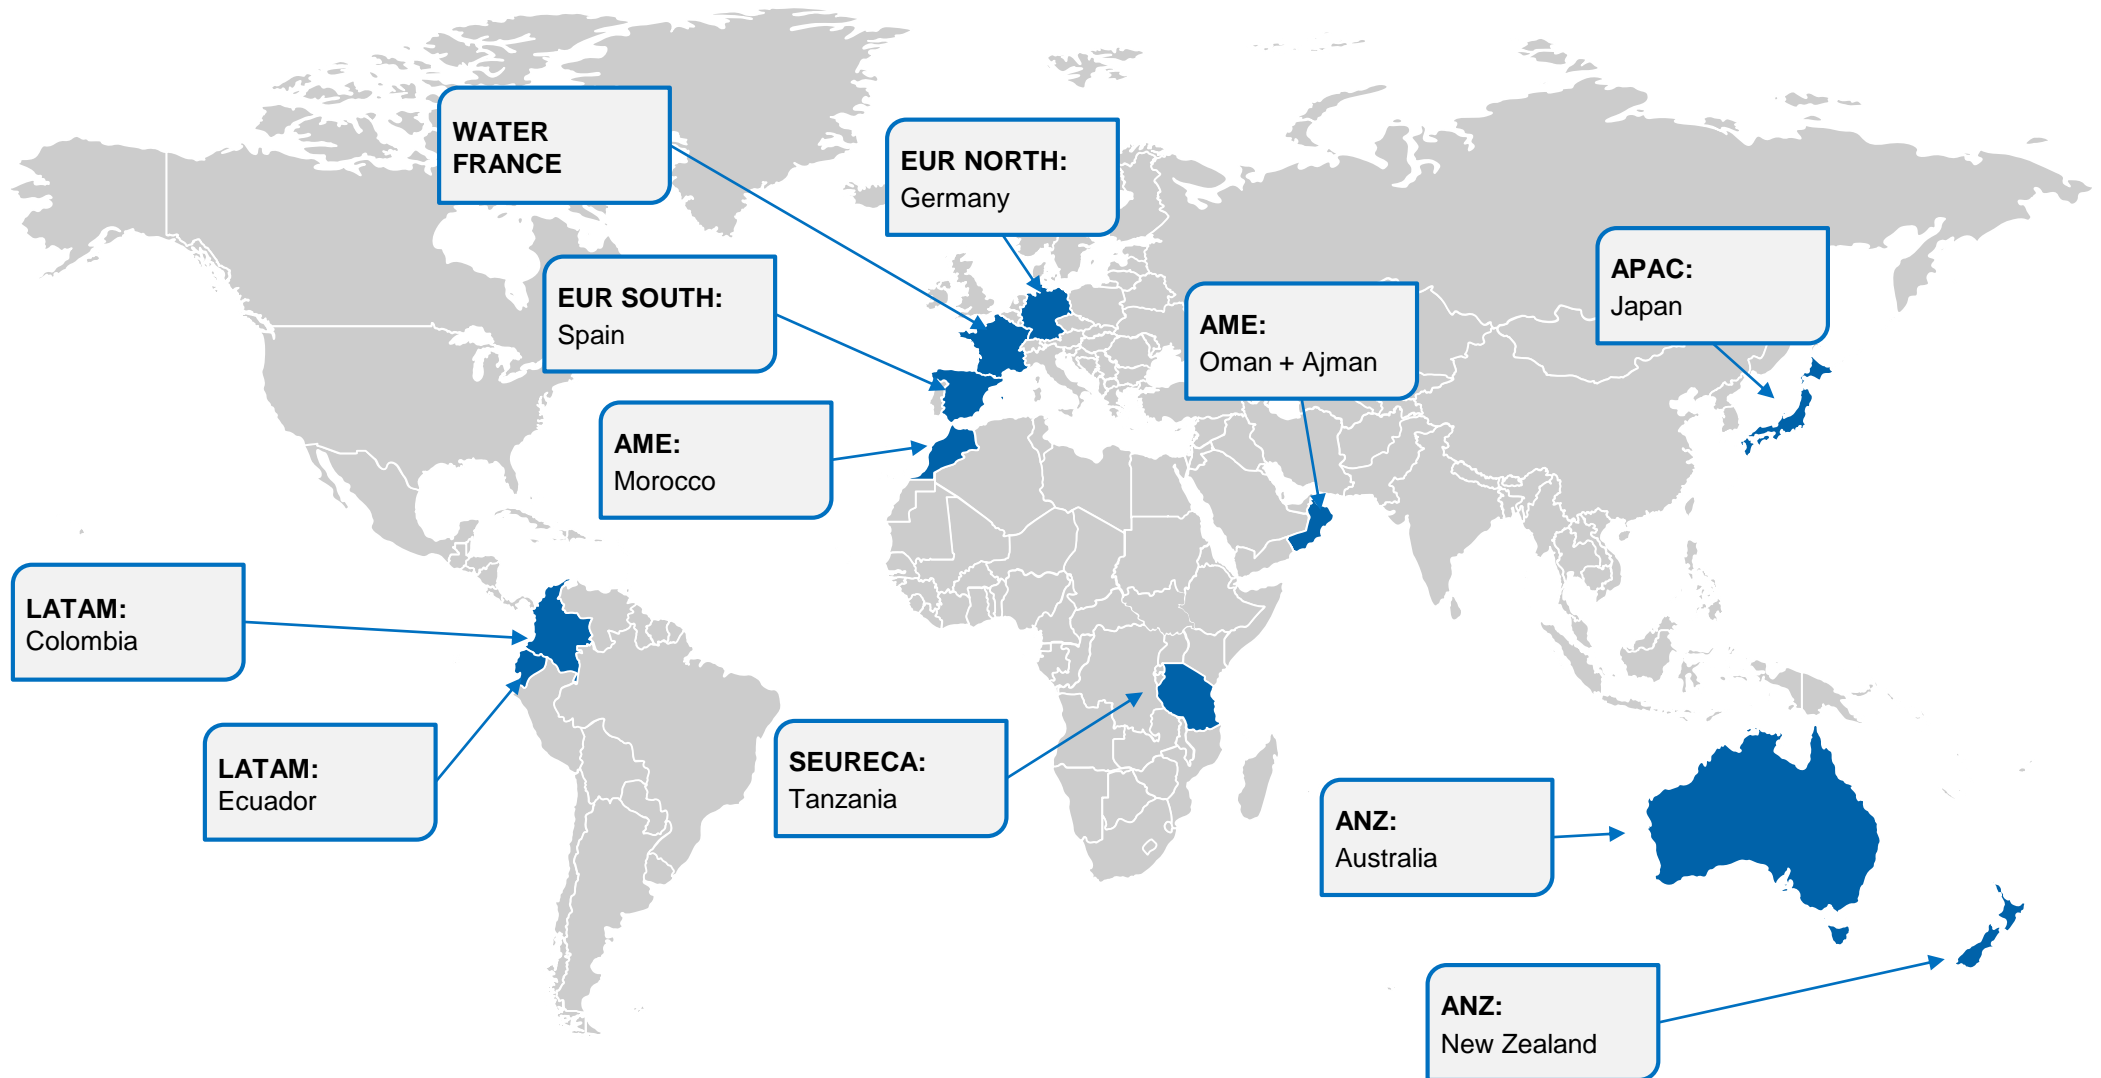 WATER
FRANCE
EUR NORTH:
Germany
EUR SOUTH:
Spain
APAC:
Japan
AME:
Oman + Ajman
AME:
Morocco
LATAM:
Colombia
LATAM:
Ecuador
SEURECA:
Tanzania
ANZ:
Australia
ANZ:
New Zealand